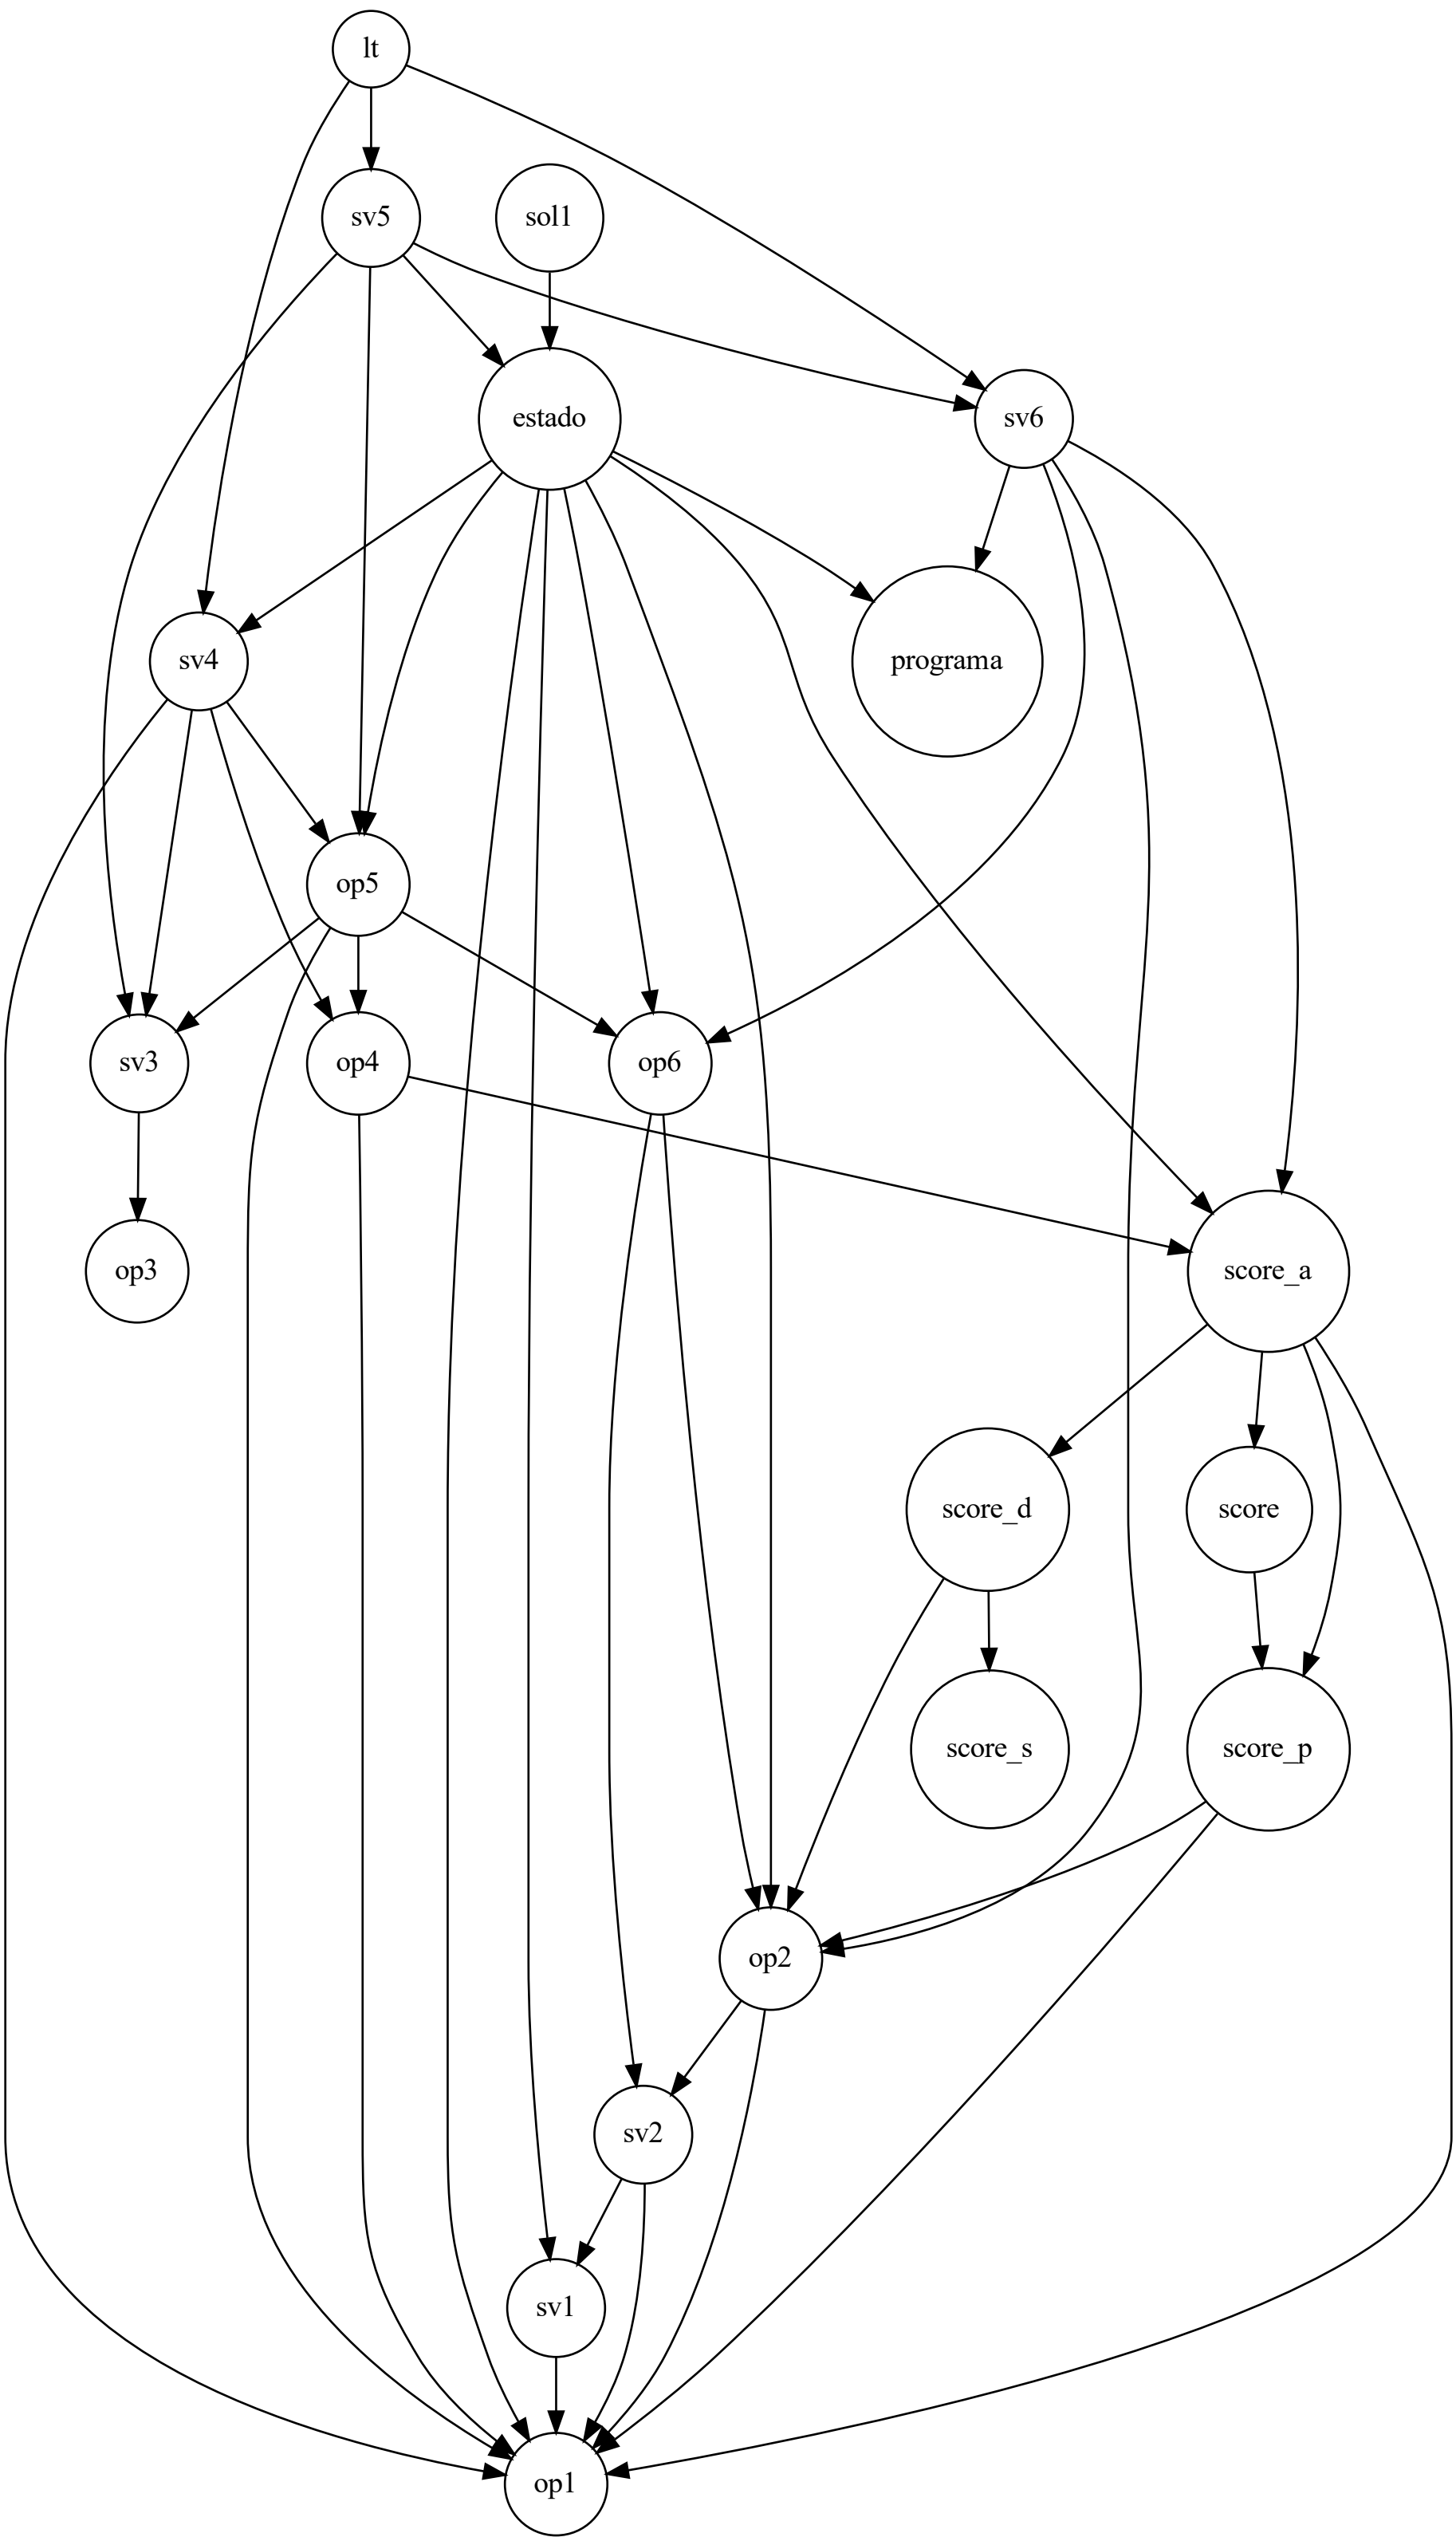 lt
sv5
sol1
estado
sv6
sv4
programa
op5
sv3
op4
op6
op3
score_a
score_d
score
score_s
score_p
op2
sv2
sv1
op1